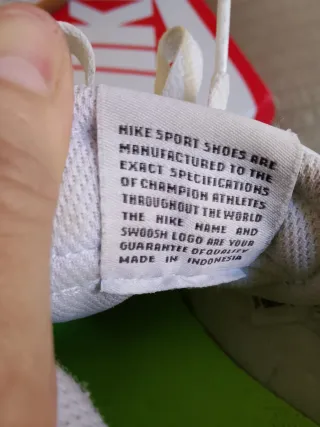 NIKE
NIKE SPORT SHOES ARE
MANUFACTURED TO THE
EXACT SPECIFICATIONS
OF CHAMPION ATHLETES
THROUGHOUT THE WORLD
THE NIKE NAME AND
SWOOSH LOGO ARE YOUR
GUARANTEE OF QUALITY
MADE IN INDONESIA